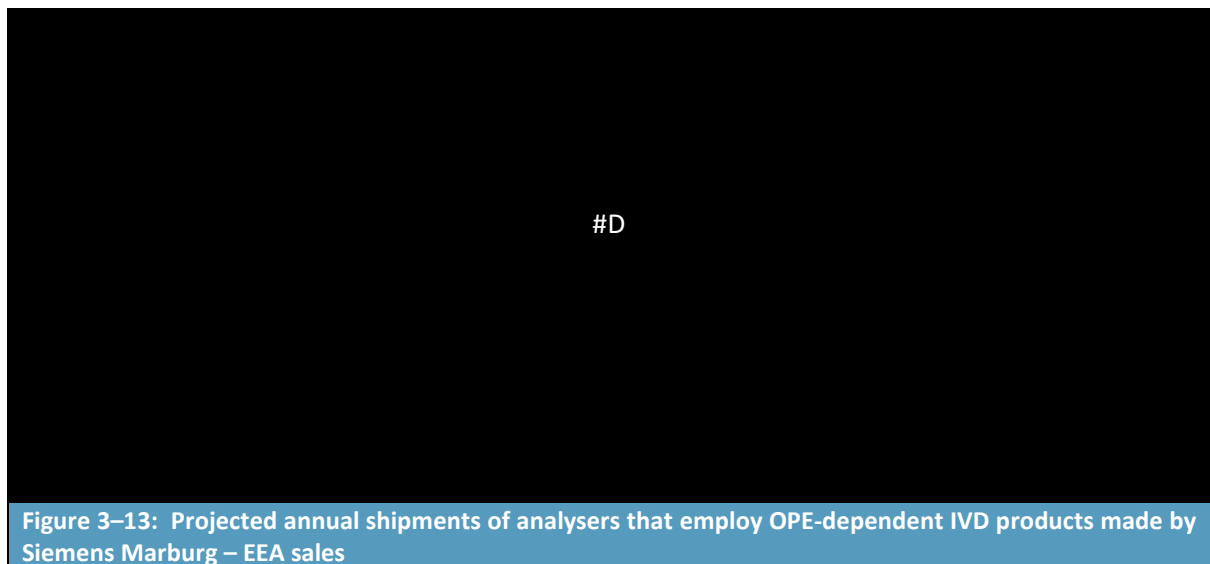 #D
Figure 3–13:  Projected annual shipments of analysers that employ OPE-dependent IVD products made by
Siemens Marburg – EEA sales